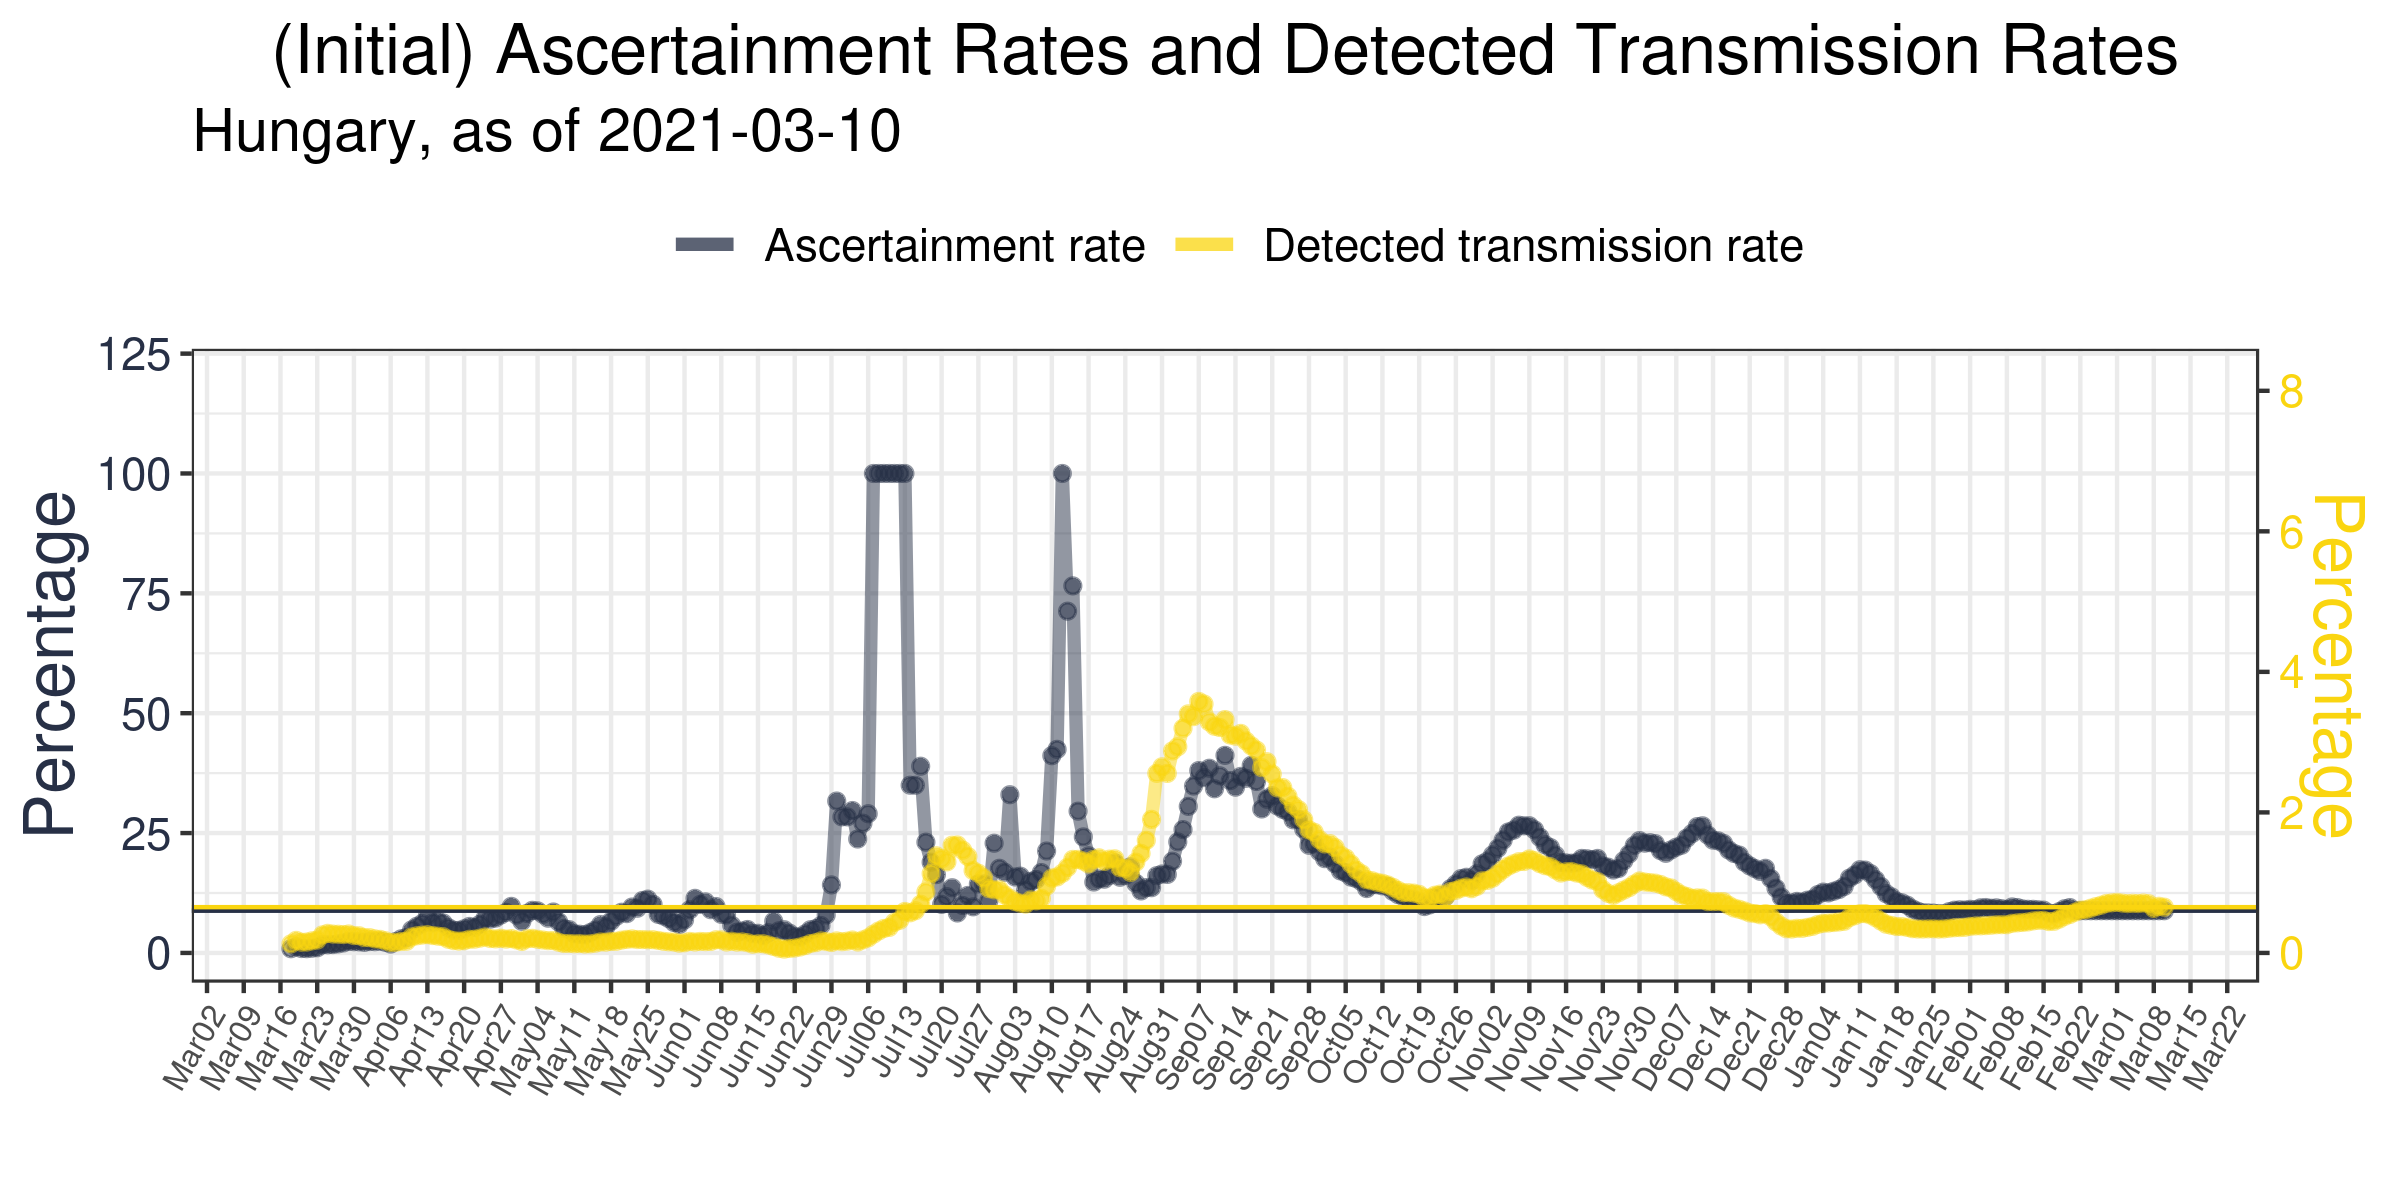 (Initial) Ascertainment Rates and Detected Transmission Rates
Hungary, as of 2021-03-10
Ascertainment rate
Detected transmission rate
125
100
75
50
25
0
Percentage
8
6
4
2
0
Percentage
Mar02
Mar09
Mar16
Mar23
Mar30
Apr06
Apr13
Apr20
Apr27
May04
May11
May18
May25
Jun01
Jun08
Jun15
Jun22
Jun29
Jul06
Jul13
Jul20
Jul27
Aug03
Aug10
Aug17
Aug24
Aug31
Sep07
Sep14
Sep21
Sep28
Oct05
Oct12
Oct19
Oct26
Nov02
Nov09
Nov16
Nov23
Nov30
Dec07
Dec14
Dec21
Dec28
Jan04
Jan11
Jan18
Jan25
Feb01
Feb08
Feb15
Feb22
Mar01
Mar08
Mar15
Mar22